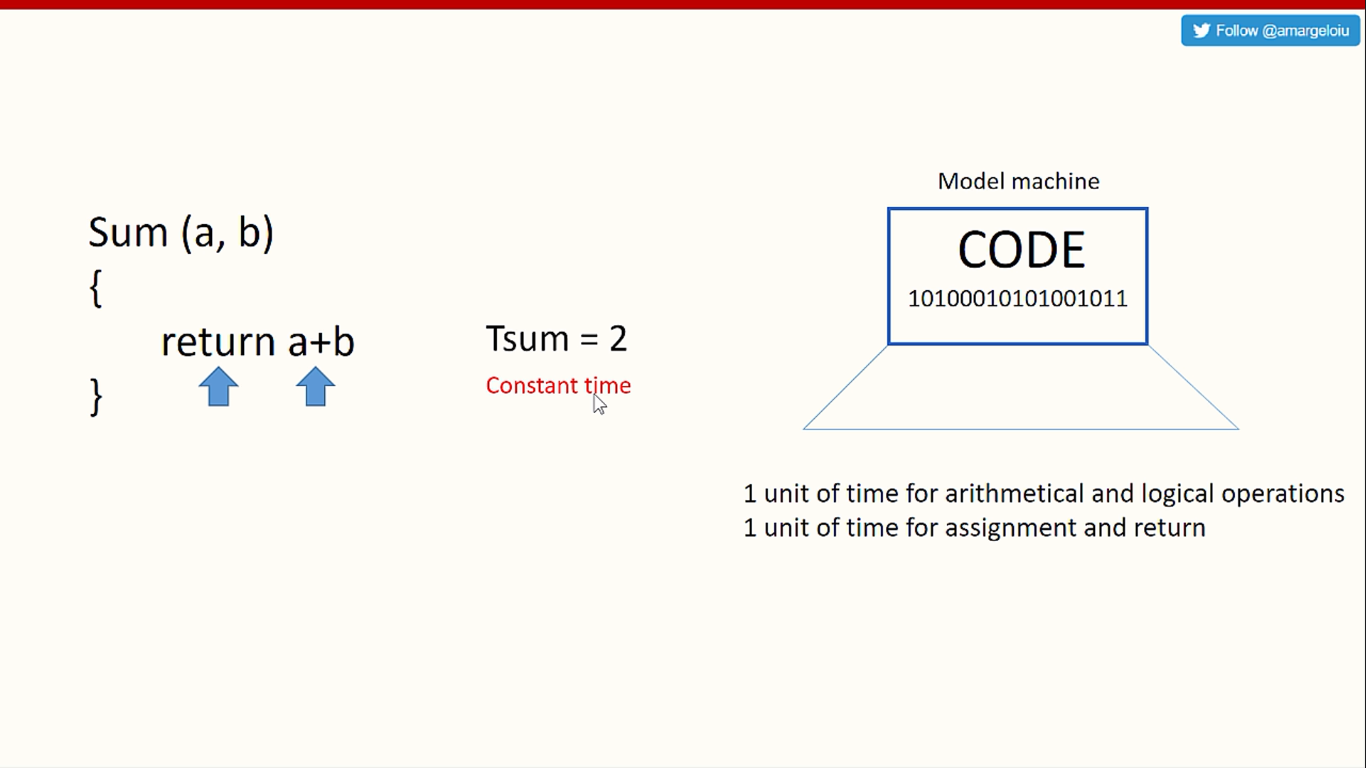 Follow @amargeloiu
Sum (a, b)
{
return a+b
}
Tsum = 2
Constant time
Model machine
CODE
10100010101001011
1 unit of time for arithmetical and logical operations
1 unit of time for assignment and return